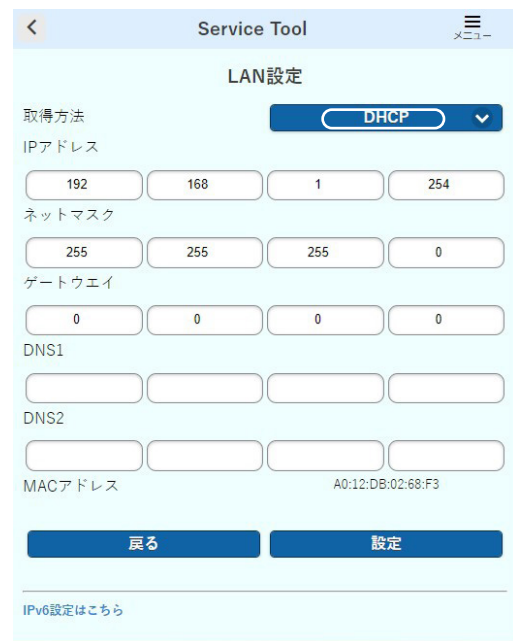 Service Tool
メニュー
LAN設定
取得方法 DHCP
IPアドレス
192 168 1 254
ネットマスク
255 255 255 0
ゲートウエイ
0 0 0 0
DNS1
DNS2
MACアドレス A0:12:DB:02:68:F3
戻る 設定
IPv6設定はこちら